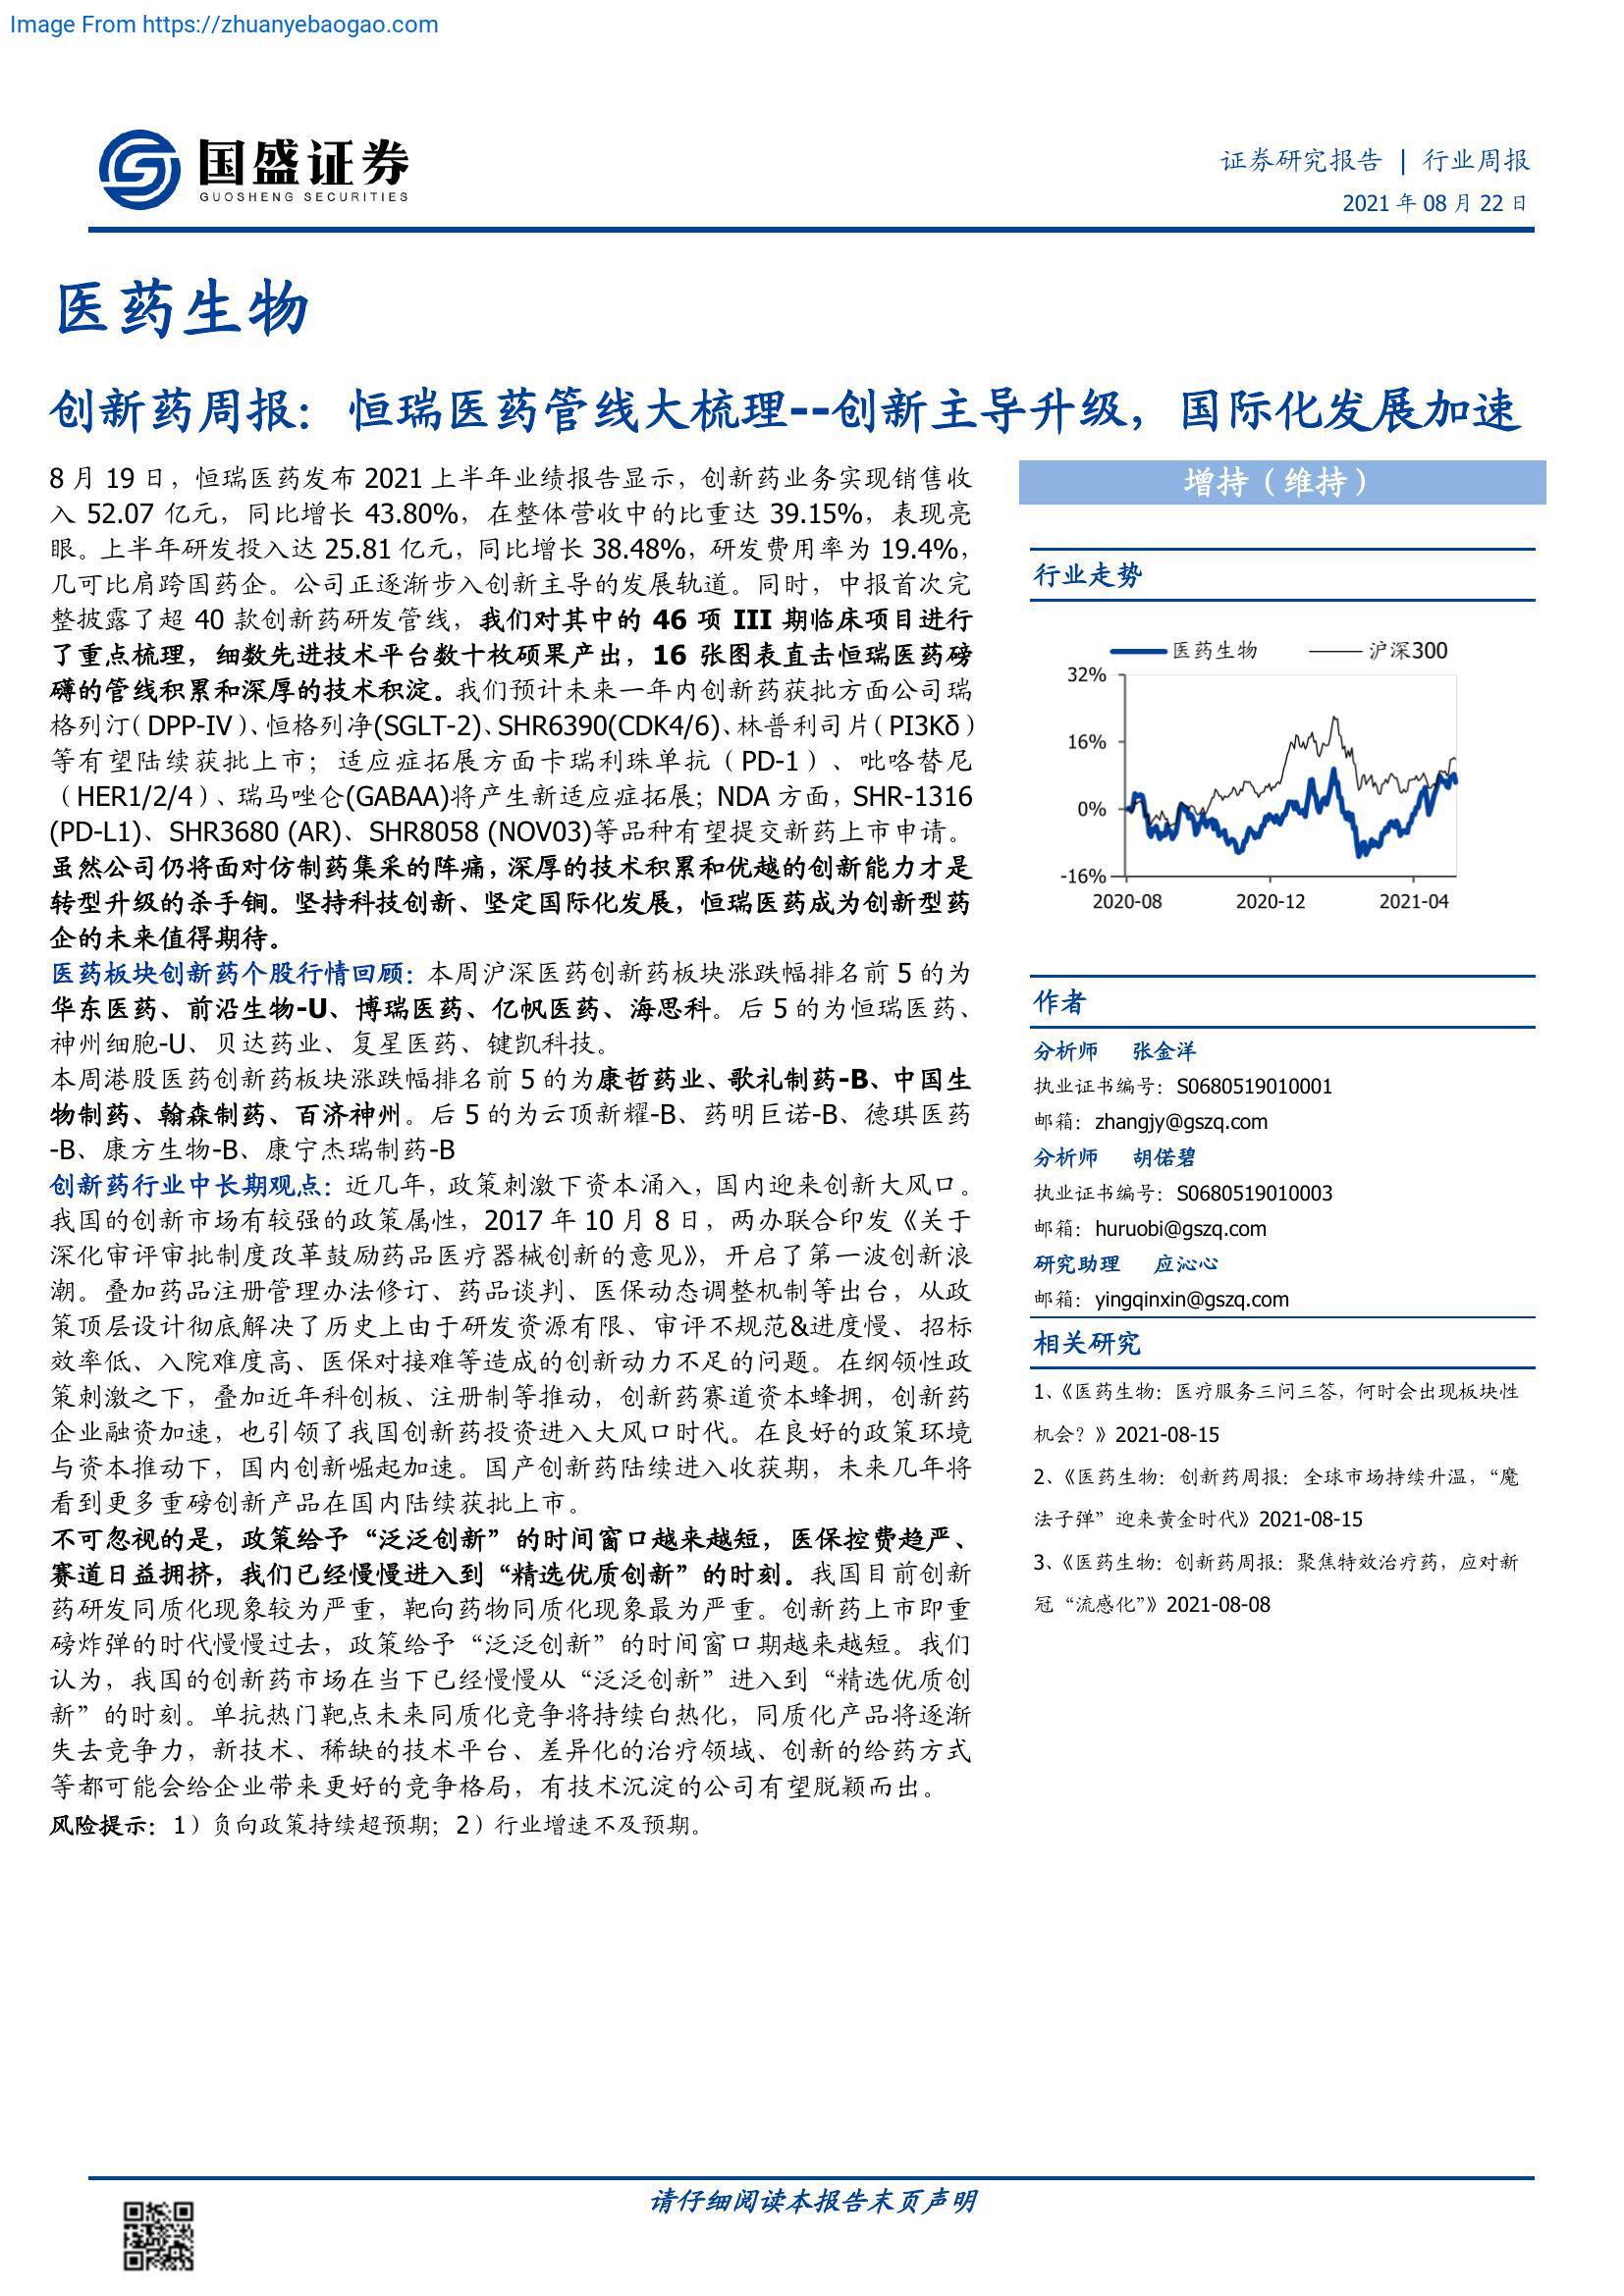 Image From https://zhuanyebaogao.com
国盛证券
GUOSHENG SECURITIES
证券研究报告 | 行业周报
2021 年 08 月 22 日
医药生物
创新药周报：恒瑞医药管线大梳理--创新主导升级，国际化发展加速
8 月 19 日，恒瑞医药发布 2021 上半年业绩报告显示，创新药业务实现销售收
入 52.07 亿元，同比增长 43.80%，在整体营收中的比重达 39.15%，表现亮
眼。上半年研发投入达 25.81 亿元，同比增长 38.48%，研发费用率为 19.4%，
几可比肩跨国药企。公司正逐渐步入创新主导的发展轨道。同时，中报首次完
整披露了超 40 款创新药研发管线，我们对其中的 46 项 III 期临床项目进行
了重点梳理，细数先进技术平台数十枚硕果产出，16 张图表直击恒瑞医药磅
礴的管线积累和深厚的技术积淀。我们预计未来一年内创新药获批方面公司瑞
格列汀（DPP-IV）、恒格列净(SGLT-2)、SHR6390(CDK4/6)、林普利司片（PI3Kδ）
等有望陆续获批上市；适应症拓展方面卡瑞利珠单抗（PD-1）、吡咯替尼
（HER1/2/4）、瑞马唑仑(GABAA)将产生新适应症拓展；NDA 方面，SHR-1316
(PD-L1)、SHR3680 (AR)、SHR8058 (NOV03)等品种有望提交新药上市申请。
虽然公司仍将面对仿制药集采的阵痛，深厚的技术积累和优越的创新能力才是
转型升级的杀手锏。坚持科技创新、坚定国际化发展，恒瑞医药成为创新型药
企的未来值得期待。
医药板块创新药个股行情回顾：本周沪深医药创新药板块涨跌幅排名前 5 的为
华东医药、前沿生物-U、博瑞医药、亿帆医药、海思科。后 5 的为恒瑞医药、
神州细胞-U、贝达药业、复星医药、键凯科技。
本周港股医药创新药板块涨跌幅排名前 5 的为康哲药业、歌礼制药-B、中国生
物制药、翰森制药、百济神州。后 5 的为云顶新耀-B、药明巨诺-B、德琪医药
-B、康方生物-B、康宁杰瑞制药-B
创新药行业中长期观点：近几年，政策刺激下资本涌入，国内迎来创新大风口。
我国的创新市场有较强的政策属性，2017 年 10 月 8 日，两办联合印发《关于
深化审评审批制度改革鼓励药品医疗器械创新的意见》，开启了第一波创新浪
潮。叠加药品注册管理办法修订、药品谈判、医保动态调整机制等出台，从政
策顶层设计彻底解决了历史上由于研发资源有限、审评不规范&进度慢、招标
效率低、入院难度高、医保对接难等造成的创新动力不足的问题。在纲领性政
策刺激之下，叠加近年科创板、注册制等推动，创新药赛道资本蜂拥，创新药
企业融资加速，也引领了我国创新药投资进入大风口时代。在良好的政策环境
与资本推动下，国内创新崛起加速。国产创新药陆续进入收获期，未来几年将
看到更多重磅创新产品在国内陆续获批上市。
不可忽视的是，政策给予“泛泛创新”的时间窗口越来越短，医保控费趋严、
赛道日益拥挤，我们已经慢慢进入到“精选优质创新”的时刻。我国目前创新
药研发同质化现象较为严重，靶向药物同质化现象最为严重。创新药上市即重
磅炸弹的时代慢慢过去，政策给予“泛泛创新”的时间窗口期越来越短。我们
认为，我国的创新药市场在当下已经慢慢从“泛泛创新”进入到“精选优质创
新”的时刻。单抗热门靶点未来同质化竞争将持续白热化，同质化产品将逐渐
失去竞争力，新技术、稀缺的技术平台、差异化的治疗领域、创新的给药方式
等都可能会给企业带来更好的竞争格局，有技术沉淀的公司有望脱颖而出。
风险提示：1）负向政策持续超预期；2）行业增速不及预期。
增持（维持）
行业走势
医药生物 沪深300
32%
16%
0%
-16%
2020-08 2020-12 2021-04
作者
分析师 张金洋
执业证书编号：S0680519010001
邮箱：zhangjy@gszq.com
分析师 胡偌碧
执业证书编号：S0680519010003
邮箱：huruobi@gszq.com
研究助理 应沁心
邮箱：yingqinxin@gszq.com
相关研究
1、《医药生物：医疗服务三问三答，何时会出现板块性
机会？》2021-08-15
2、《医药生物：创新药周报：全球市场持续升温，“魔
法子弹”迎来黄金时代》2021-08-15
3、《医药生物：创新药周报：聚焦特效治疗药，应对新
冠“流感化”》2021-08-08
请仔细阅读本报告末页声明